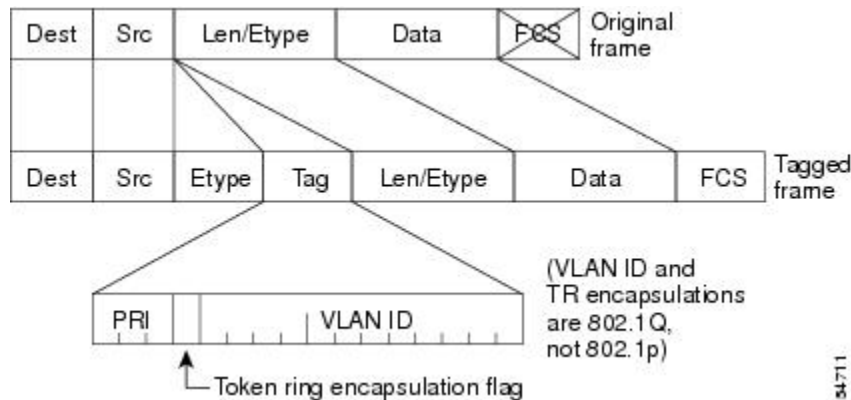 Dest Src Len/Etype Data FCS Original
frame
Dest Src Etype Tag Len/Etype Data FCS Tagged
frame
PRI VLAN ID
(VLAN ID and
TR encapsulations
are 802.1Q,
not 802.1p)
Token ring encapsulation flag
54711